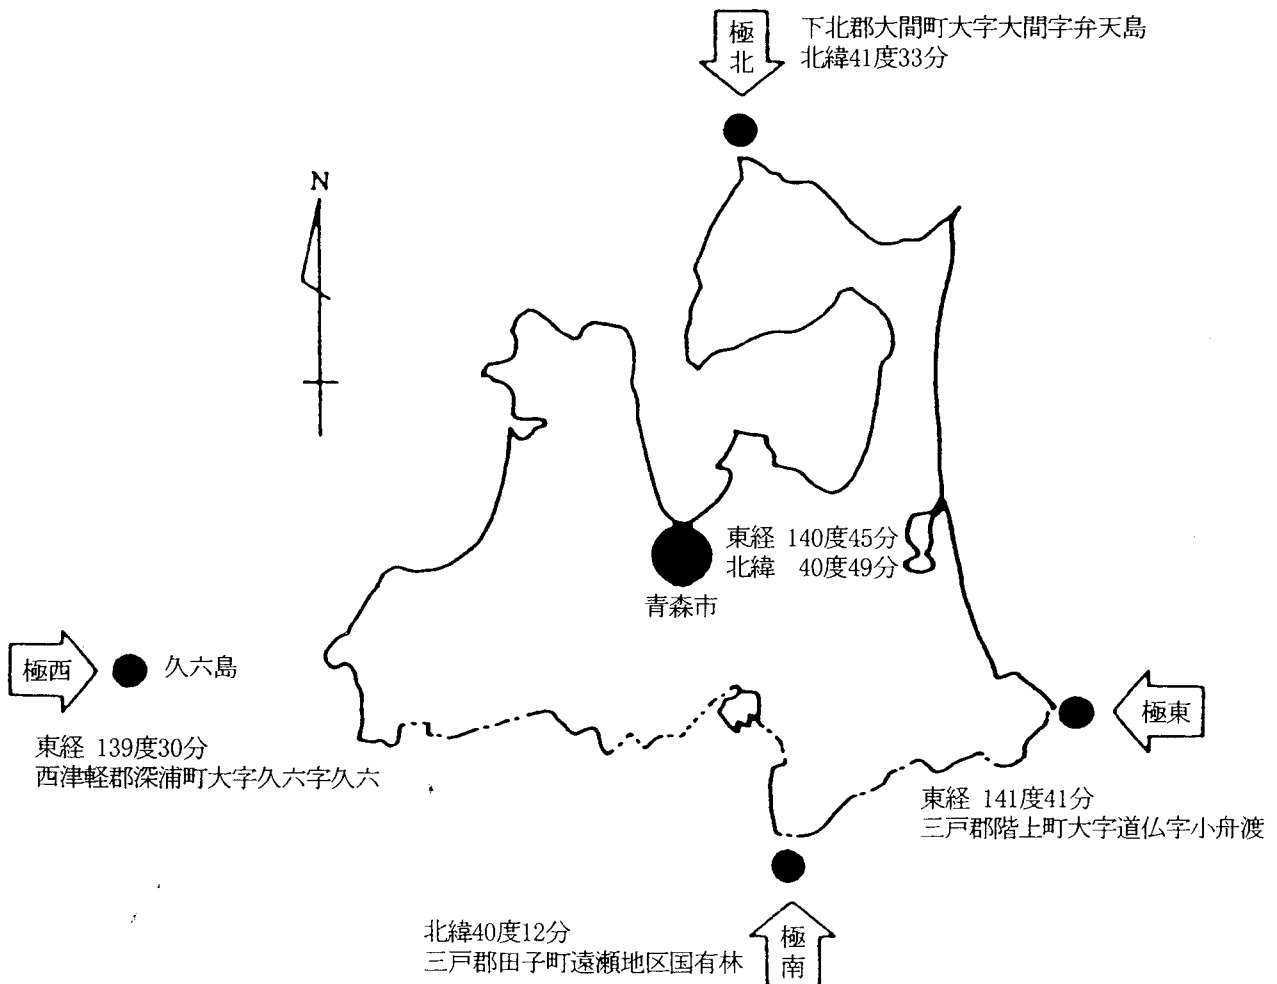 極北
下北郡大間町大字大間字弁天島
北緯41度33分
N
東経 140度45分
北緯 40度49分
青森市
極西
久六島
極東
東経 139度30分
西津軽郡深浦町大字久六字久六
東経 141度41分
三戸郡階上町大字道仏字小舟渡
北緯40度12分
三戸郡田子町遠瀬地区国有林
極南